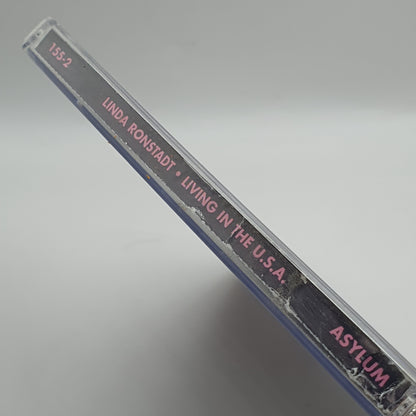 155-2 LINDA RONSTADT • LIVING IN THE U.S.A. ASYLUM